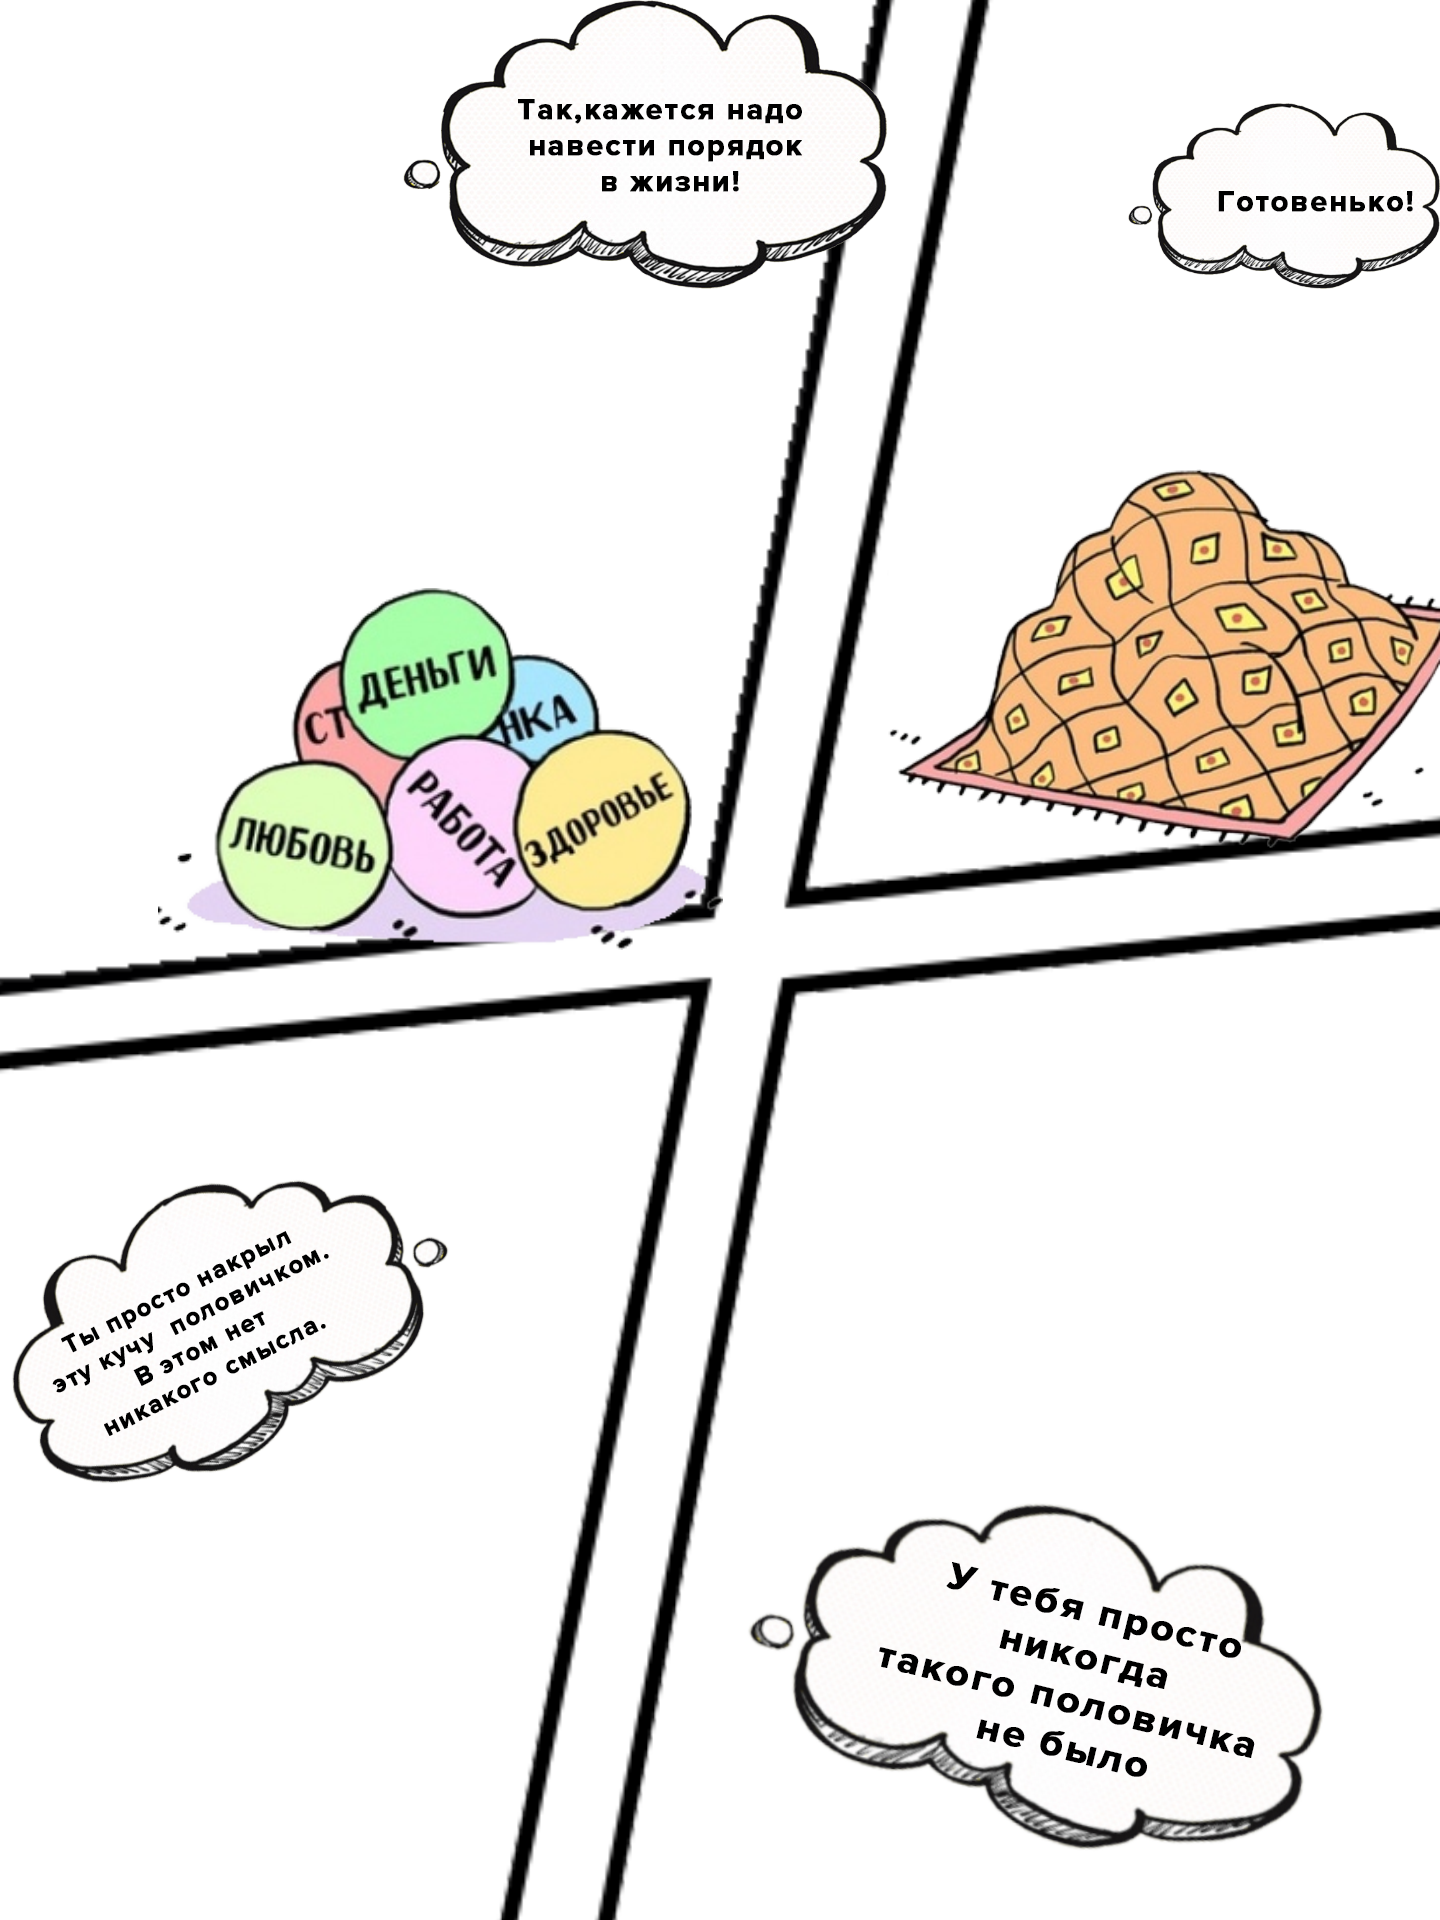 Так,кажется надо
навести порядок
в жизни!
Готовенько!
ДЕНЬГИ
СТ
НКА
ЛЮБОВЬ
РАБОТА
ЗДОРОВЬЕ
Ты просто накрыл
эту кучу половичком.
В этом нет
никакого смысла.
У тебя просто
никогда
такого половичка
не было